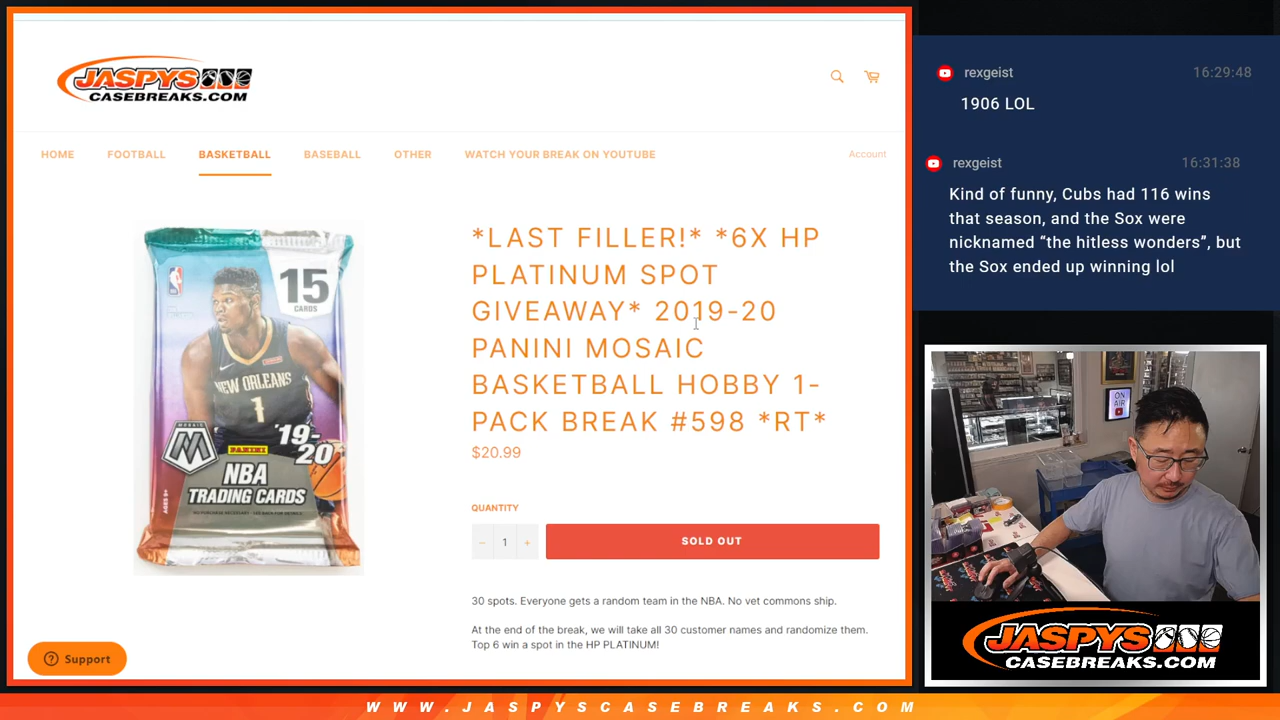 JASPYS
CASEBREAKS.COM
HOME FOOTBALL BASKETBALL BASEBALL OTHER WATCH YOUR BREAK ON YOUTUBE Account
15
CARDS
NEW ORLEANS
1
MOSAIC
PANINI
19-20
NBA
TRADING CARDS
*LAST FILLER!* *6X HP
PLATINUM SPOT
GIVEAWAY* 2019-20
PANINI MOSAIC
BASKETBALL HOBBY 1-
PACK BREAK #598 *RT*
$20.99
QUANTITY
− 1 +
SOLD OUT
30 spots. Everyone gets a random team in the NBA. No vet commons ship.
At the end of the break, we will take all 30 customer names and randomize them.
Top 6 win a spot in the HP PLATINUM!
Support
rexgeist 16:29:48
1906 LOL
rexgeist 16:31:38
Kind of funny, Cubs had 116 wins
that season, and the Sox were
nicknamed “the hitless wonders”, but
the Sox ended up winning lol
ON
AIR
JASPYS
CASEBREAKS.COM
WWW.JASPYSCASEBREAKS.COM